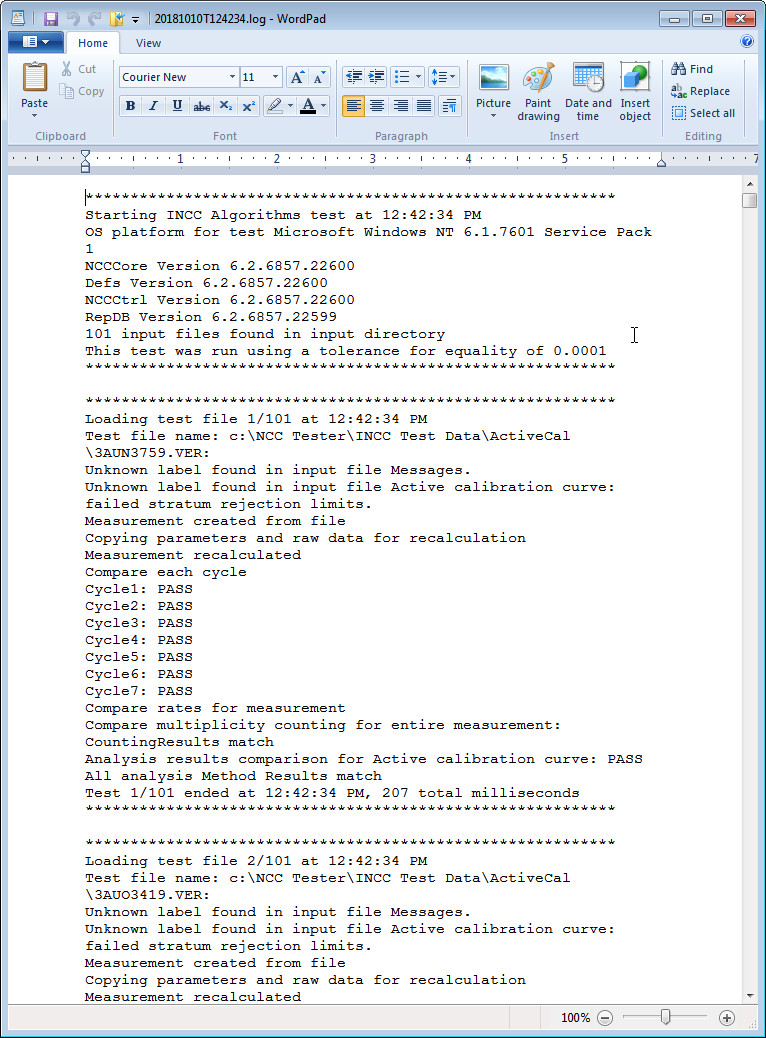 20181010T124234.log - WordPad
Home View
Paste
Cut
Copy
Clipboard
Courier New 11 A A
B I U abc X₂ X² A
Font
Paragraph
Picture
Paint drawing
Date and time
Insert object
Insert
Find
Replace
Select all
Editing
1 2 3 4 5 7
************************************************************
Starting INCC Algorithms test at 12:42:34 PM
OS platform for test Microsoft Windows NT 6.1.7601 Service Pack
1
NCCCore Version 6.2.6857.22600
Defs Version 6.2.6857.22600
NCCCtrl Version 6.2.6857.22600
RepDB Version 6.2.6857.22599
101 input files found in input directory
This test was run using a tolerance for equality of 0.0001
************************************************************
************************************************************
Loading test file 1/101 at 12:42:34 PM
Test file name: c:\NCC Tester\INCC Test Data\ActiveCal
\3AUN3759.VER:
Unknown label found in input file Messages.
Unknown label found in input file Active calibration curve:
failed stratum rejection limits.
Measurement created from file
Copying parameters and raw data for recalculation
Measurement recalculated
Compare each cycle
Cycle1: PASS
Cycle2: PASS
Cycle3: PASS
Cycle4: PASS
Cycle5: PASS
Cycle6: PASS
Cycle7: PASS
Compare rates for measurement
Compare multiplicity counting for entire measurement:
CountingResults match
Analysis results comparison for Active calibration curve: PASS
All analysis Method Results match
Test 1/101 ended at 12:42:34 PM, 207 total milliseconds
************************************************************
************************************************************
Loading test file 2/101 at 12:42:34 PM
Test file name: c:\NCC Tester\INCC Test Data\ActiveCal
\3AUO3419.VER:
Unknown label found in input file Messages.
Unknown label found in input file Active calibration curve:
failed stratum rejection limits.
Measurement created from file
Copying parameters and raw data for recalculation
Measurement recalculated
100%